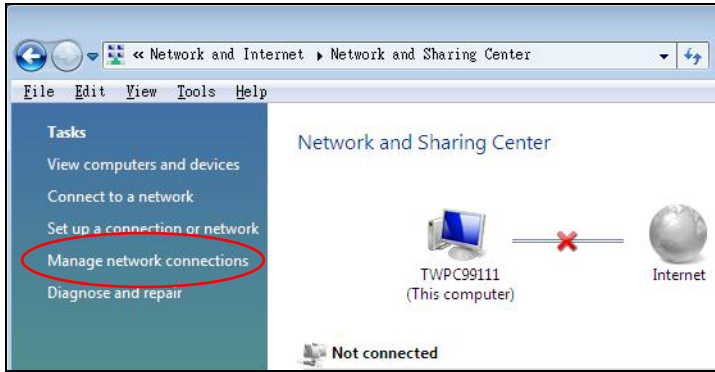 « Network and Internet ▸ Network and Sharing Center
File Edit View Tools Help
Tasks
View computers and devices
Connect to a network
Set up a connection or network
Manage network connections
Diagnose and repair
Network and Sharing Center
TWPC99111
(This computer)
Internet
Not connected